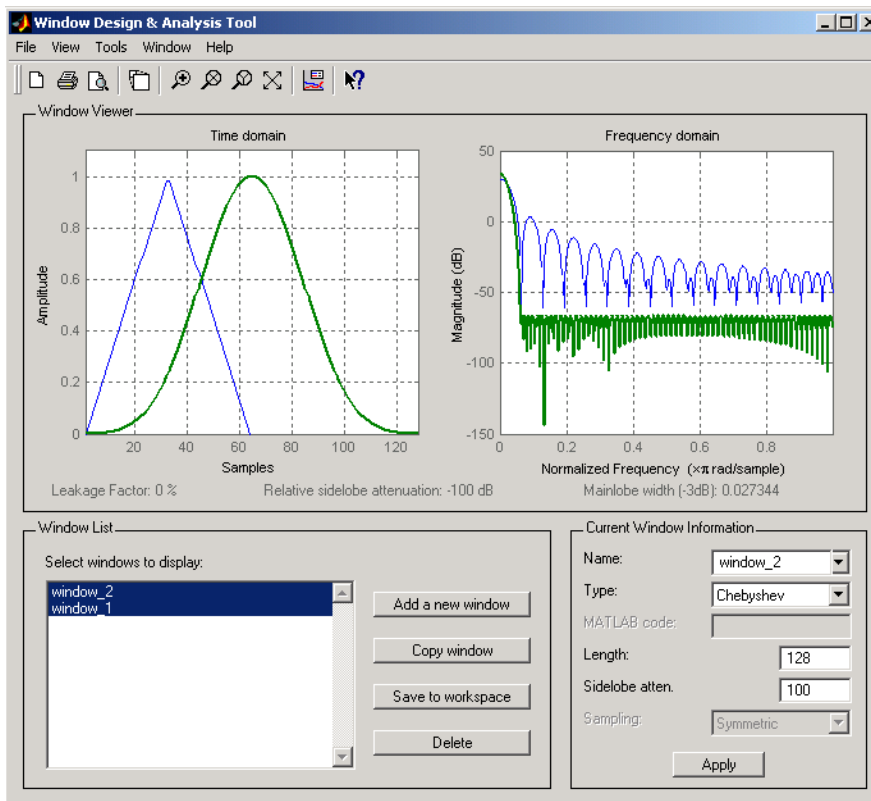 Window Design & Analysis Tool
File View Tools Window Help
Window Viewer
Time domain
Frequency domain
1
0.8
0.6
0.4
0.2
0
Amplitude
20 40 60 80 100 120
Samples
50
0
-50
-100
-150
Magnitude (dB)
0 0.2 0.4 0.6 0.8
Normalized Frequency (×π rad/sample)
Leakage Factor: 0 % Relative sidelobe attenuation: -100 dB Mainlobe width (-3dB): 0.027344
Window List
Select windows to display:
window_2
window_1
Add a new window
Copy window
Save to workspace
Delete
Current Window Information
Name: window_2
Type: Chebyshev
MATLAB code:
Length: 128
Sidelobe atten. 100
Sampling: Symmetric
Apply